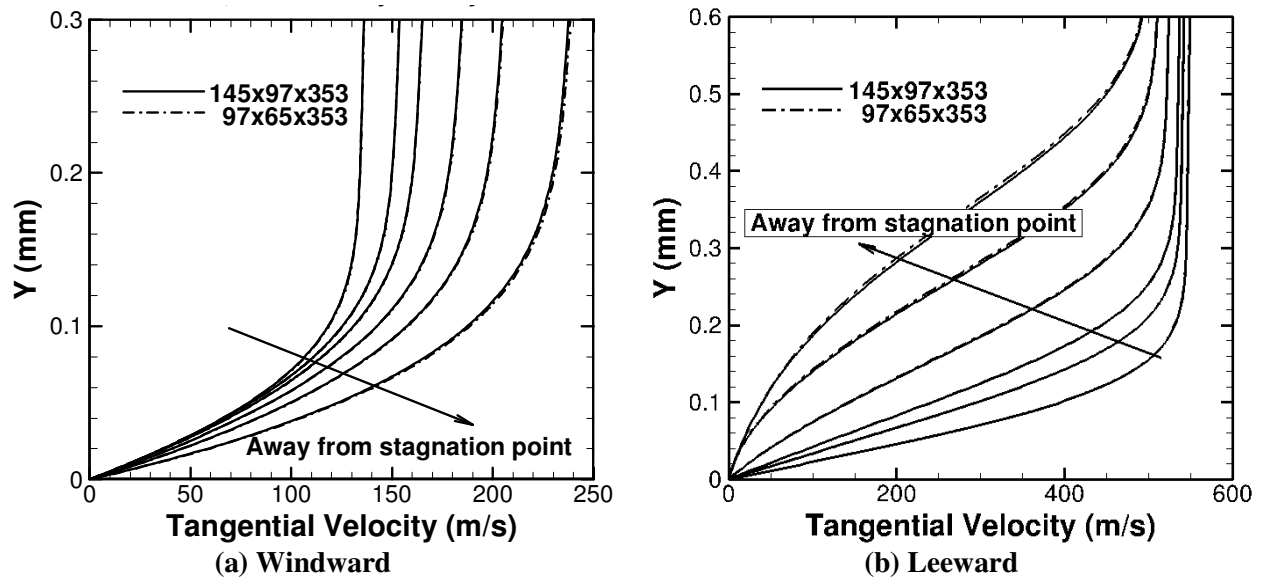 0.3
0.2
0.1
0
145x97x353
97x65x353
Away from stagnation point
Y (mm)
0 50 100 150 200 250
Tangential Velocity (m/s)
(a) Windward
0.6
0.5
0.4
0.3
0.2
0.1
0
145x97x353
97x65x353
Away from stagnation point
Y (mm)
0 200 400 600
Tangential Velocity (m/s)
(b) Leeward